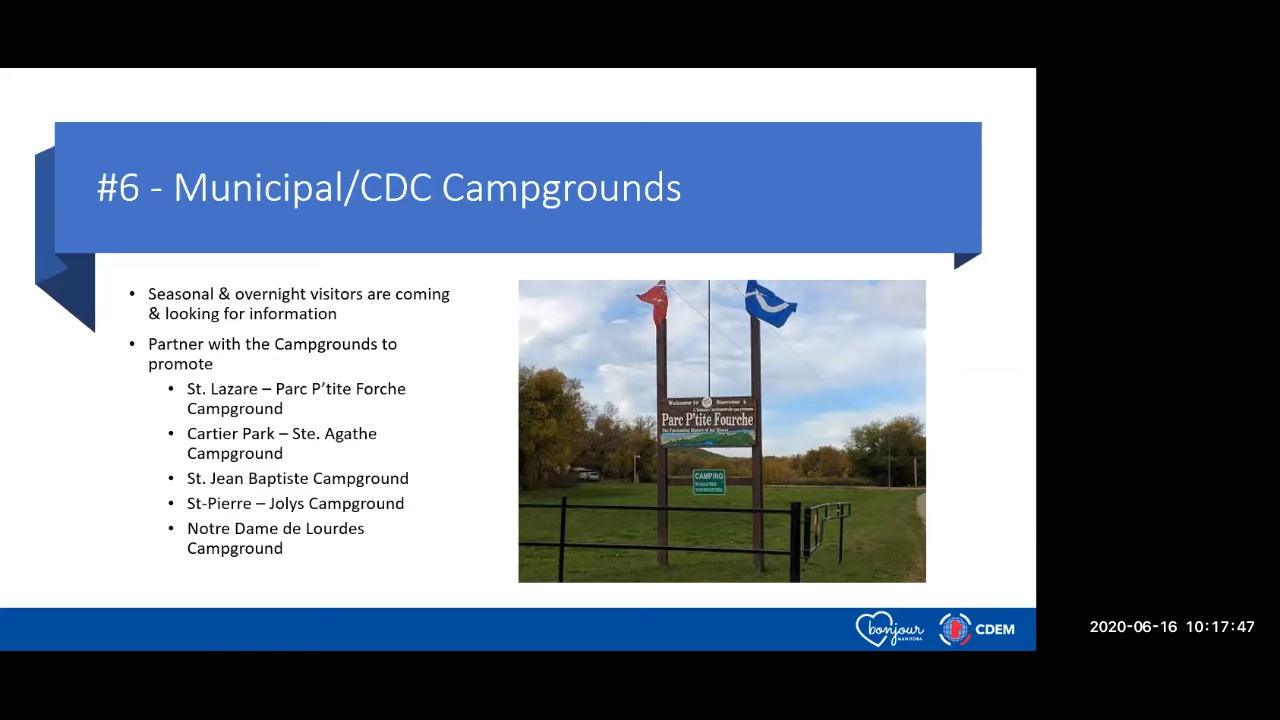 #6 - Municipal/CDC Campgrounds
• Seasonal & overnight visitors are coming
& looking for information
• Partner with the Campgrounds to
promote
• St. Lazare – Parc P'tite Forche
Campground
• Cartier Park – Ste. Agathe
Campground
• St. Jean Baptiste Campground
• St-Pierre – Jolys Campground
• Notre Dame de Lourdes
Campground
Welcome to Bienvenue à
Parc P'tite Fourche
CAMPING
bonjour
MANITOBA
CDEM
2020-06-16 10:17:47